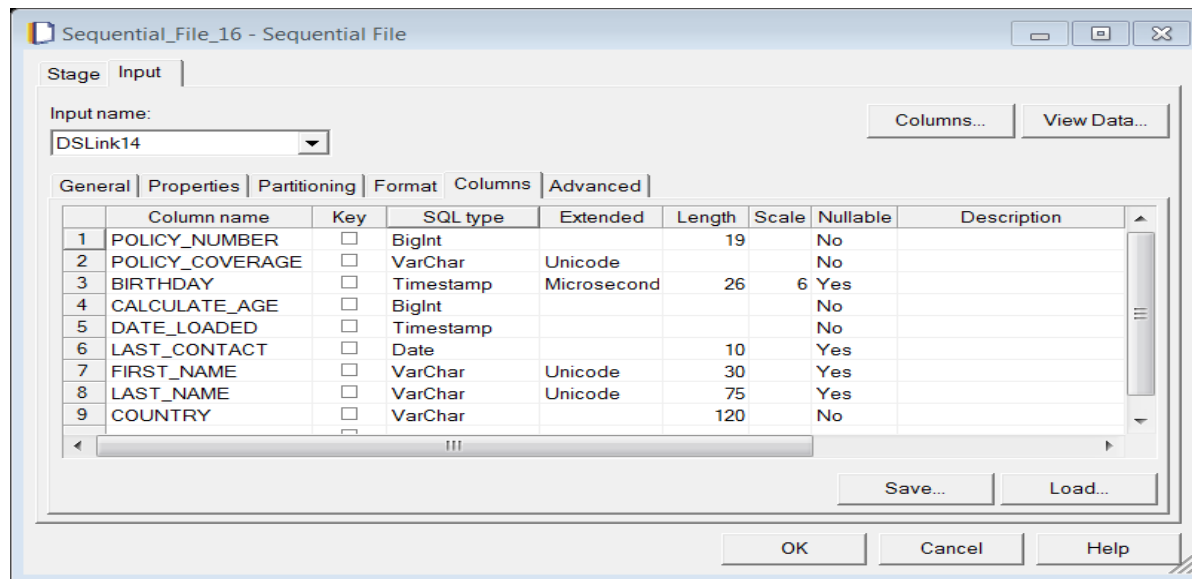 Sequential_File_16 - Sequential File
Stage Input
Input name:
Columns... View Data...
DSLink14
General Properties Partitioning Format Columns Advanced
Column name Key SQL type Extended Length Scale Nullable Description
1 POLICY_NUMBER BigInt 19 No
2 POLICY_COVERAGE VarChar Unicode No
3 BIRTHDAY Timestamp Microsecond 26 6 Yes
4 CALCULATE_AGE BigInt No
5 DATE_LOADED Timestamp No
6 LAST_CONTACT Date 10 Yes
7 FIRST_NAME VarChar Unicode 30 Yes
8 LAST_NAME VarChar Unicode 75 Yes
9 COUNTRY VarChar 120 No
Save... Load...
OK Cancel Help